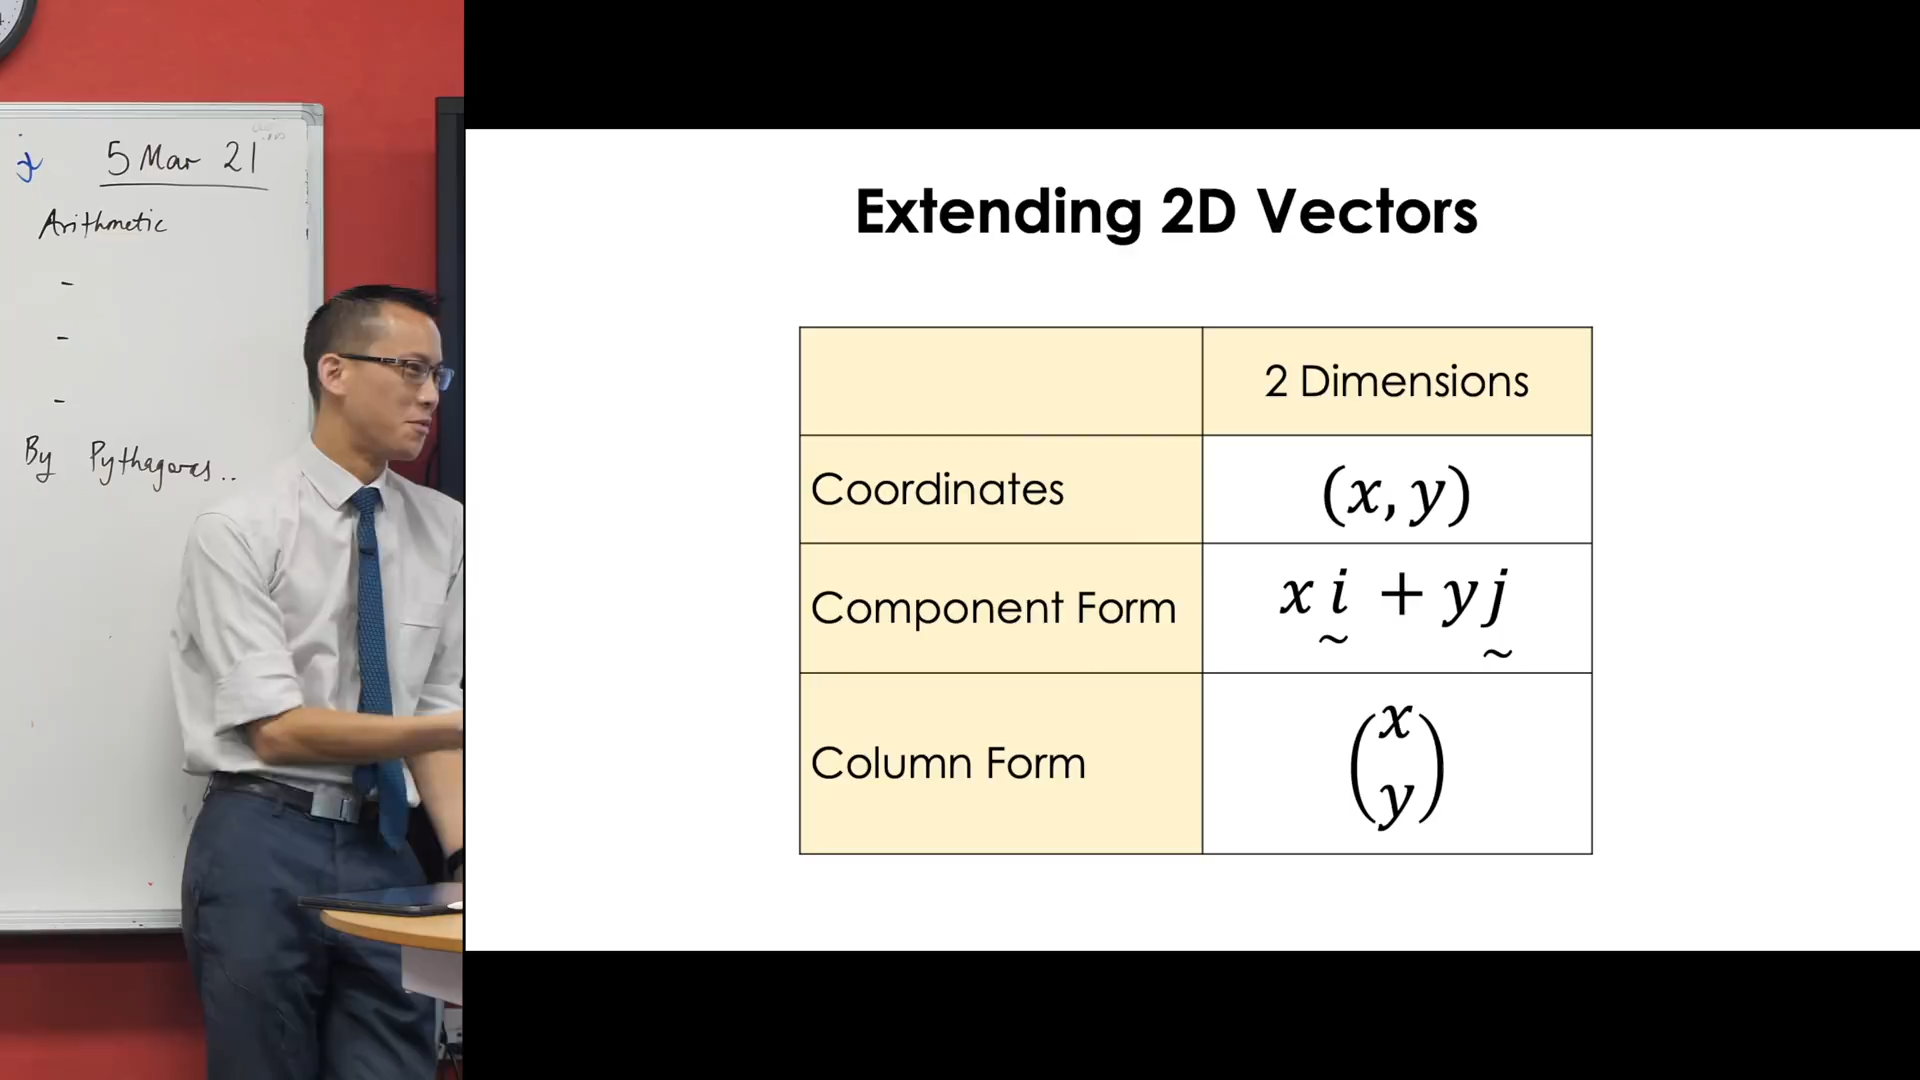 5 Mar 21
Arithmetic
-
-
-
By Pythagoras..
Extending 2D Vectors
2 Dimensions
Coordinates (x, y)
Component Form x i + y j
~ ~
Column Form (x
y)